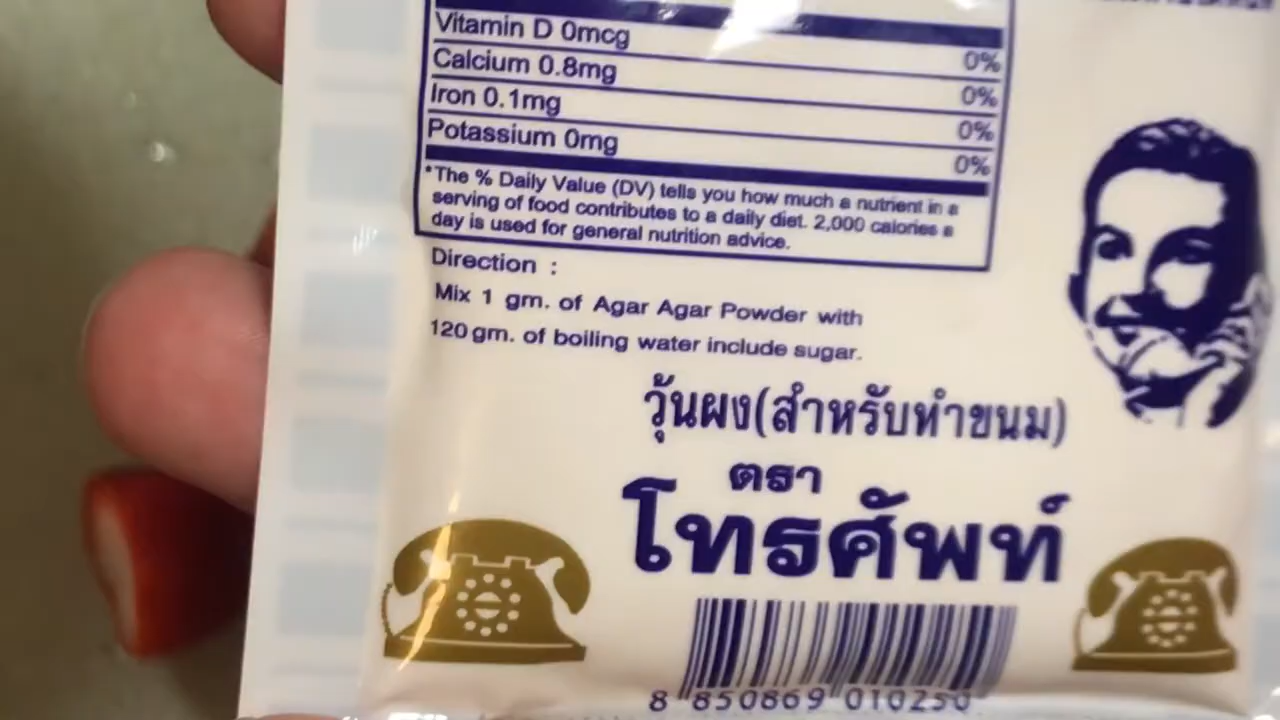 Vitamin D 0mcg 0%
Calcium 0.8mg 0%
Iron 0.1mg 0%
Potassium 0mg 0%
*The % Daily Value (DV) tells you how much a nutrient in a
serving of food contributes to a daily diet. 2,000 calories a
day is used for general nutrition advice.
Direction :
Mix 1 gm. of Agar Agar Powder with
120 gm. of boiling water include sugar.
วุ้นผง(สำหรับทำขนม)
ตรา
โทรศัพท์
8 850869 010250